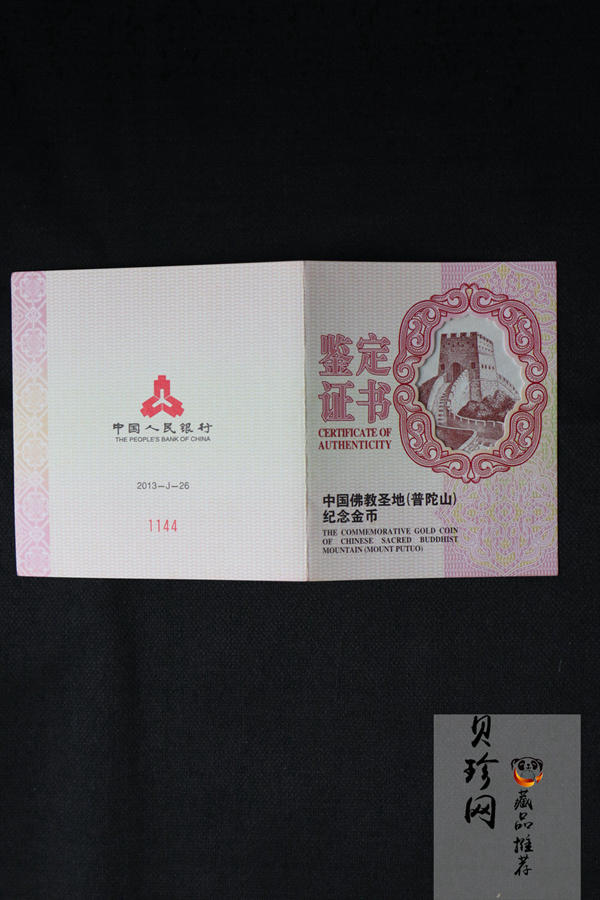 中国人民银行
THE PEOPLE'S BANK OF CHINA
2013-J-26
1144
鉴定
证书
CERTIFICATE OF
AUTHENTICITY
中国佛教圣地(普陀山)
纪念金币
THE COMMEMORATIVE GOLD COIN
OF CHINESE SACRED BUDDHIST
MOUNTAIN (MOUNT PUTUO)
贝珍网
藏品推荐